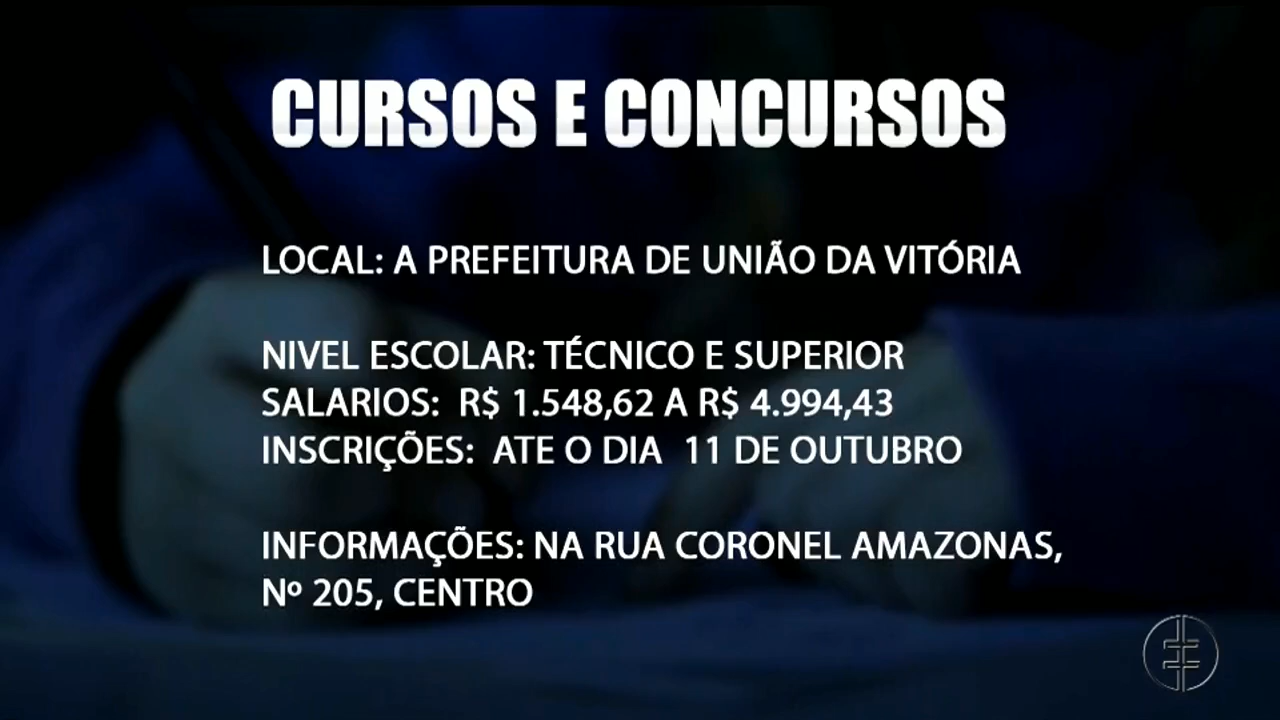 CURSOS E CONCURSOS
LOCAL: A PREFEITURA DE UNIÃO DA VITÓRIA
NIVEL ESCOLAR: TÉCNICO E SUPERIOR
SALARIOS: R$ 1.548,62 A R$ 4.994,43
INSCRIÇÕES: ATE O DIA 11 DE OUTUBRO
INFORMAÇÕES: NA RUA CORONEL AMAZONAS,
Nº 205, CENTRO